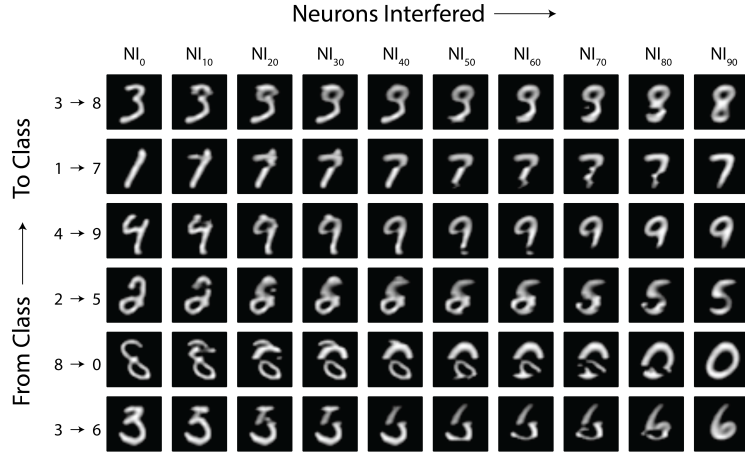 Neurons Interfered →
NI0 NI10 NI20 NI30 NI40 NI50 NI60 NI70 NI80 NI90
From Class → To Class
3 → 8
1 → 7
4 → 9
2 → 5
8 → 0
3 → 6